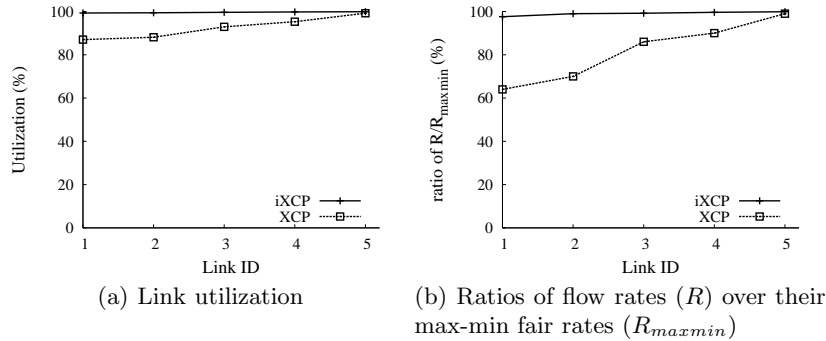 100
80
60
40
20
0
Utilization (%)
iXCP
XCP
1 2 3 4 5
Link ID
(a) Link utilization
100
80
60
40
20
0
ratio of R/R_maxmin (%)
iXCP
XCP
1 2 3 4 5
Link ID
(b) Ratios of flow rates (R) over their
max-min fair rates (R_maxmin)